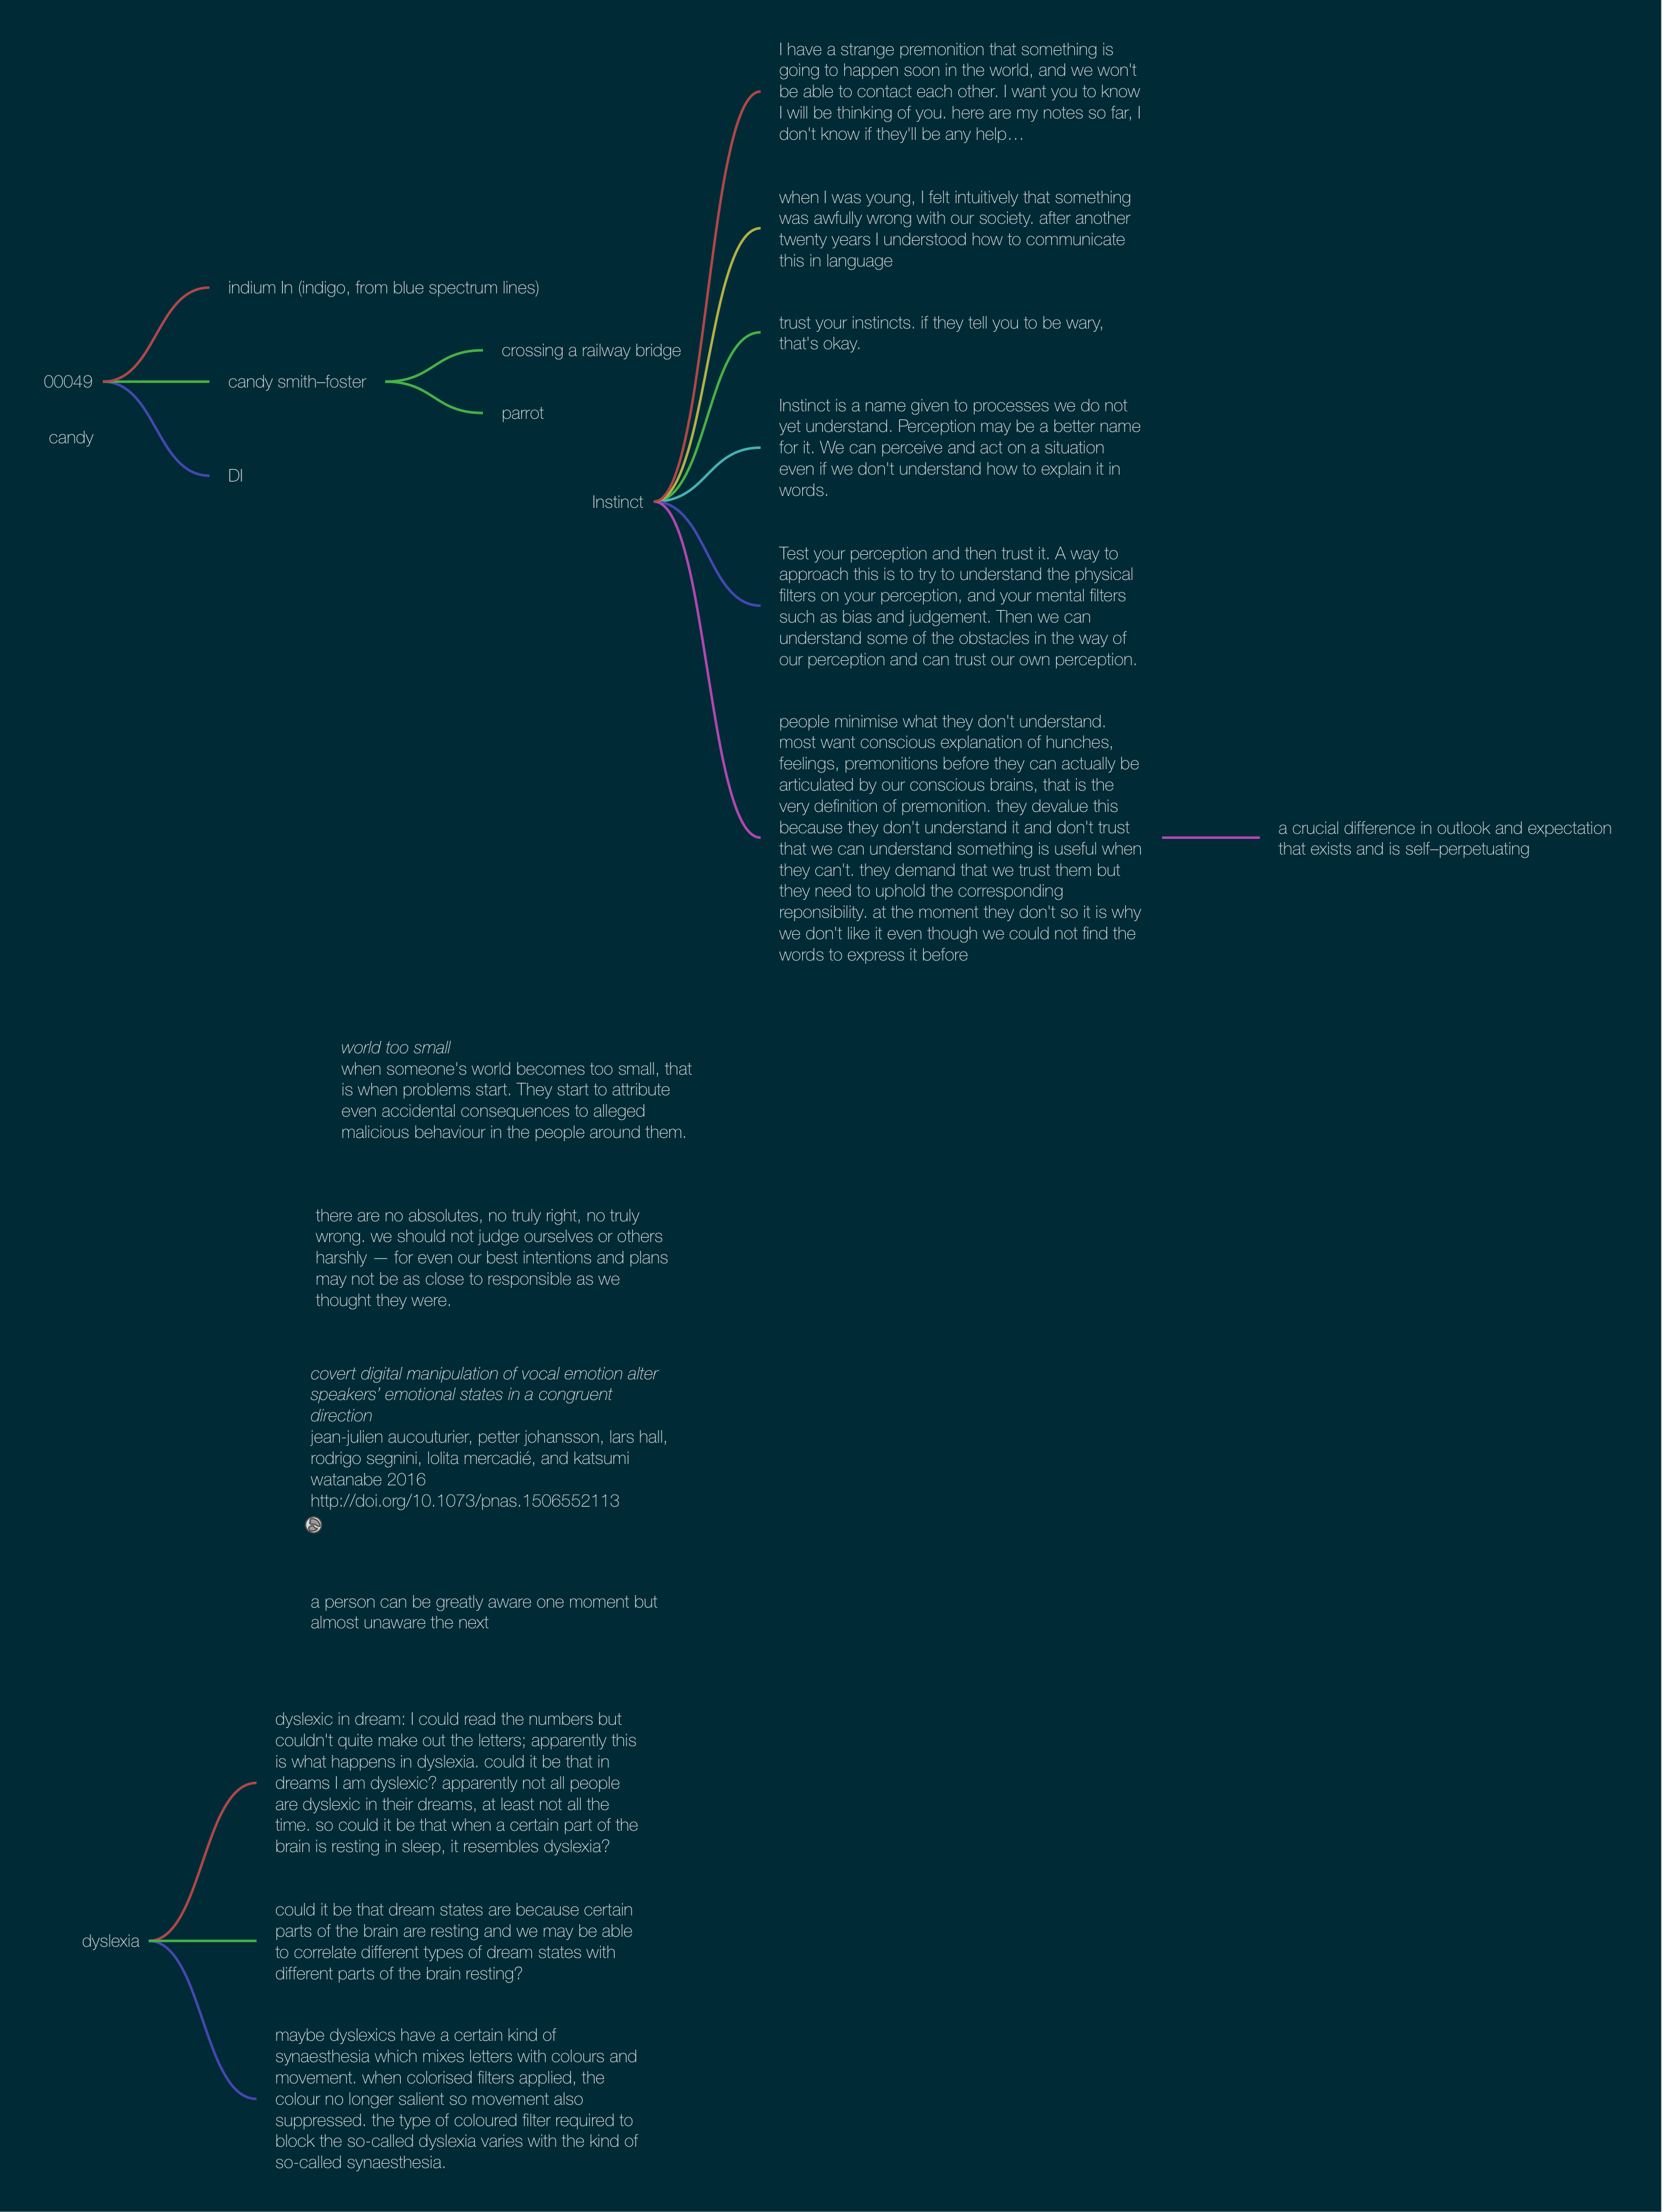 00049
candy
indium In (indigo, from blue spectrum lines)
candy smith–foster
crossing a railway bridge
parrot
DI
Instinct
I have a strange premonition that something is
going to happen soon in the world, and we won't
be able to contact each other. I want you to know
I will be thinking of you. here are my notes so far, I
don't know if they'll be any help…
when I was young, I felt intuitively that something
was awfully wrong with our society. after another
twenty years I understood how to communicate
this in language
trust your instincts. if they tell you to be wary,
that's okay.
Instinct is a name given to processes we do not
yet understand. Perception may be a better name
for it. We can perceive and act on a situation
even if we don't understand how to explain it in
words.
Test your perception and then trust it. A way to
approach this is to try to understand the physical
filters on your perception, and your mental filters
such as bias and judgement. Then we can
understand some of the obstacles in the way of
our perception and can trust our own perception.
people minimise what they don't understand.
most want conscious explanation of hunches,
feelings, premonitions before they can actually be
articulated by our conscious brains, that is the
very definition of premonition. they devalue this
because they don't understand it and don't trust
that we can understand something is useful when
they can't. they demand that we trust them but
they need to uphold the corresponding
reponsibility. at the moment they don't so it is why
we don't like it even though we could not find the
words to express it before
a crucial difference in outlook and expectation
that exists and is self–perpetuating
world too small
when someone's world becomes too small, that
is when problems start. They start to attribute
even accidental consequences to alleged
malicious behaviour in the people around them.
there are no absolutes, no truly right, no truly
wrong. we should not judge ourselves or others
harshly — for even our best intentions and plans
may not be as close to responsible as we
thought they were.
covert digital manipulation of vocal emotion alter
speakers' emotional states in a congruent
direction
jean-julien aucouturier, petter johansson, lars hall,
rodrigo segnini, lolita mercadié, and katsumi
watanabe 2016
http://doi.org/10.1073/pnas.1506552113
a person can be greatly aware one moment but
almost unaware the next
dyslexia
dyslexic in dream: I could read the numbers but
couldn't quite make out the letters; apparently this
is what happens in dyslexia. could it be that in
dreams I am dyslexic? apparently not all people
are dyslexic in their dreams, at least not all the
time. so could it be that when a certain part of the
brain is resting in sleep, it resembles dyslexia?
could it be that dream states are because certain
parts of the brain are resting and we may be able
to correlate different types of dream states with
different parts of the brain resting?
maybe dyslexics have a certain kind of
synaesthesia which mixes letters with colours and
movement. when colorised filters applied, the
colour no longer salient so movement also
suppressed. the type of coloured filter required to
block the so-called dyslexia varies with the kind of
so-called synaesthesia.